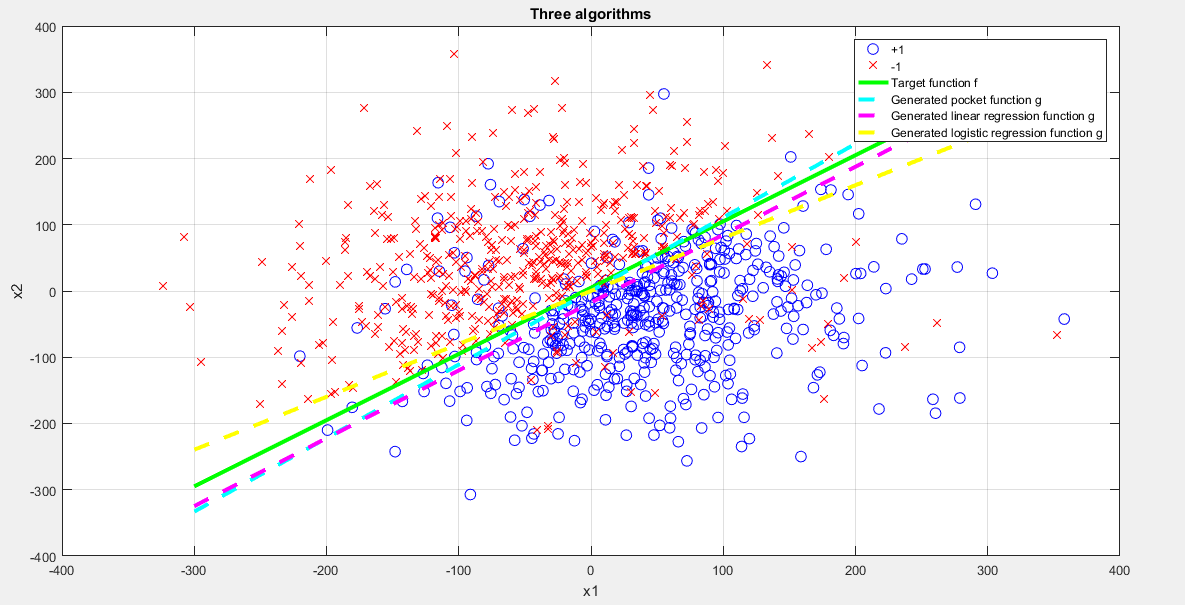 Three algorithms
400
300
200
100
0
-100
-200
-300
-400
x2
+1
-1
Target function f
Generated pocket function g
Generated linear regression function g
Generated logistic regression function g
-400
-300
-200
-100
0
100
200
300
400
x1